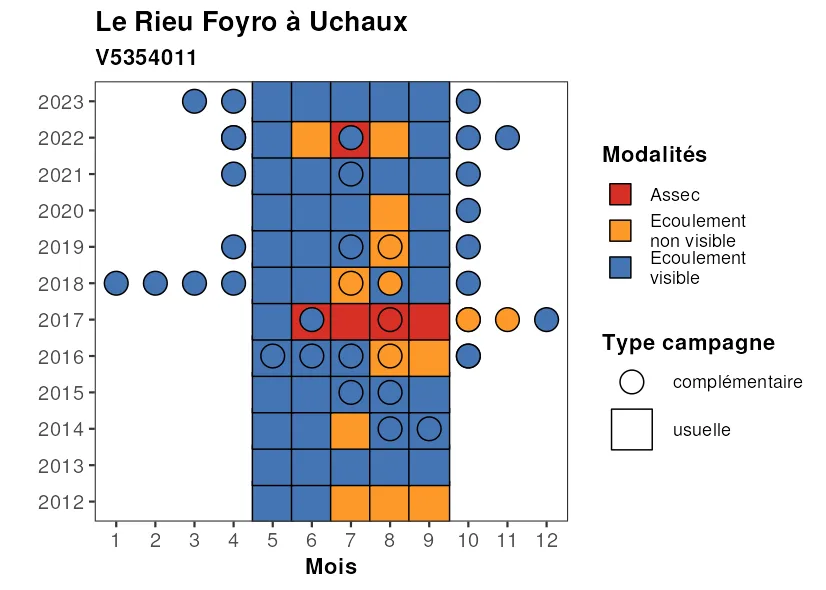 Le Rieu Foyro à Uchaux
V5354011
2023
2022
2021
2020
2019
2018
2017
2016
2015
2014
2013
2012
1 2 3 4 5 6 7 8 9 10 11 12
Mois
Modalités
Assec
Ecoulement
non visible
Ecoulement
visible
Type campagne
complémentaire
usuelle